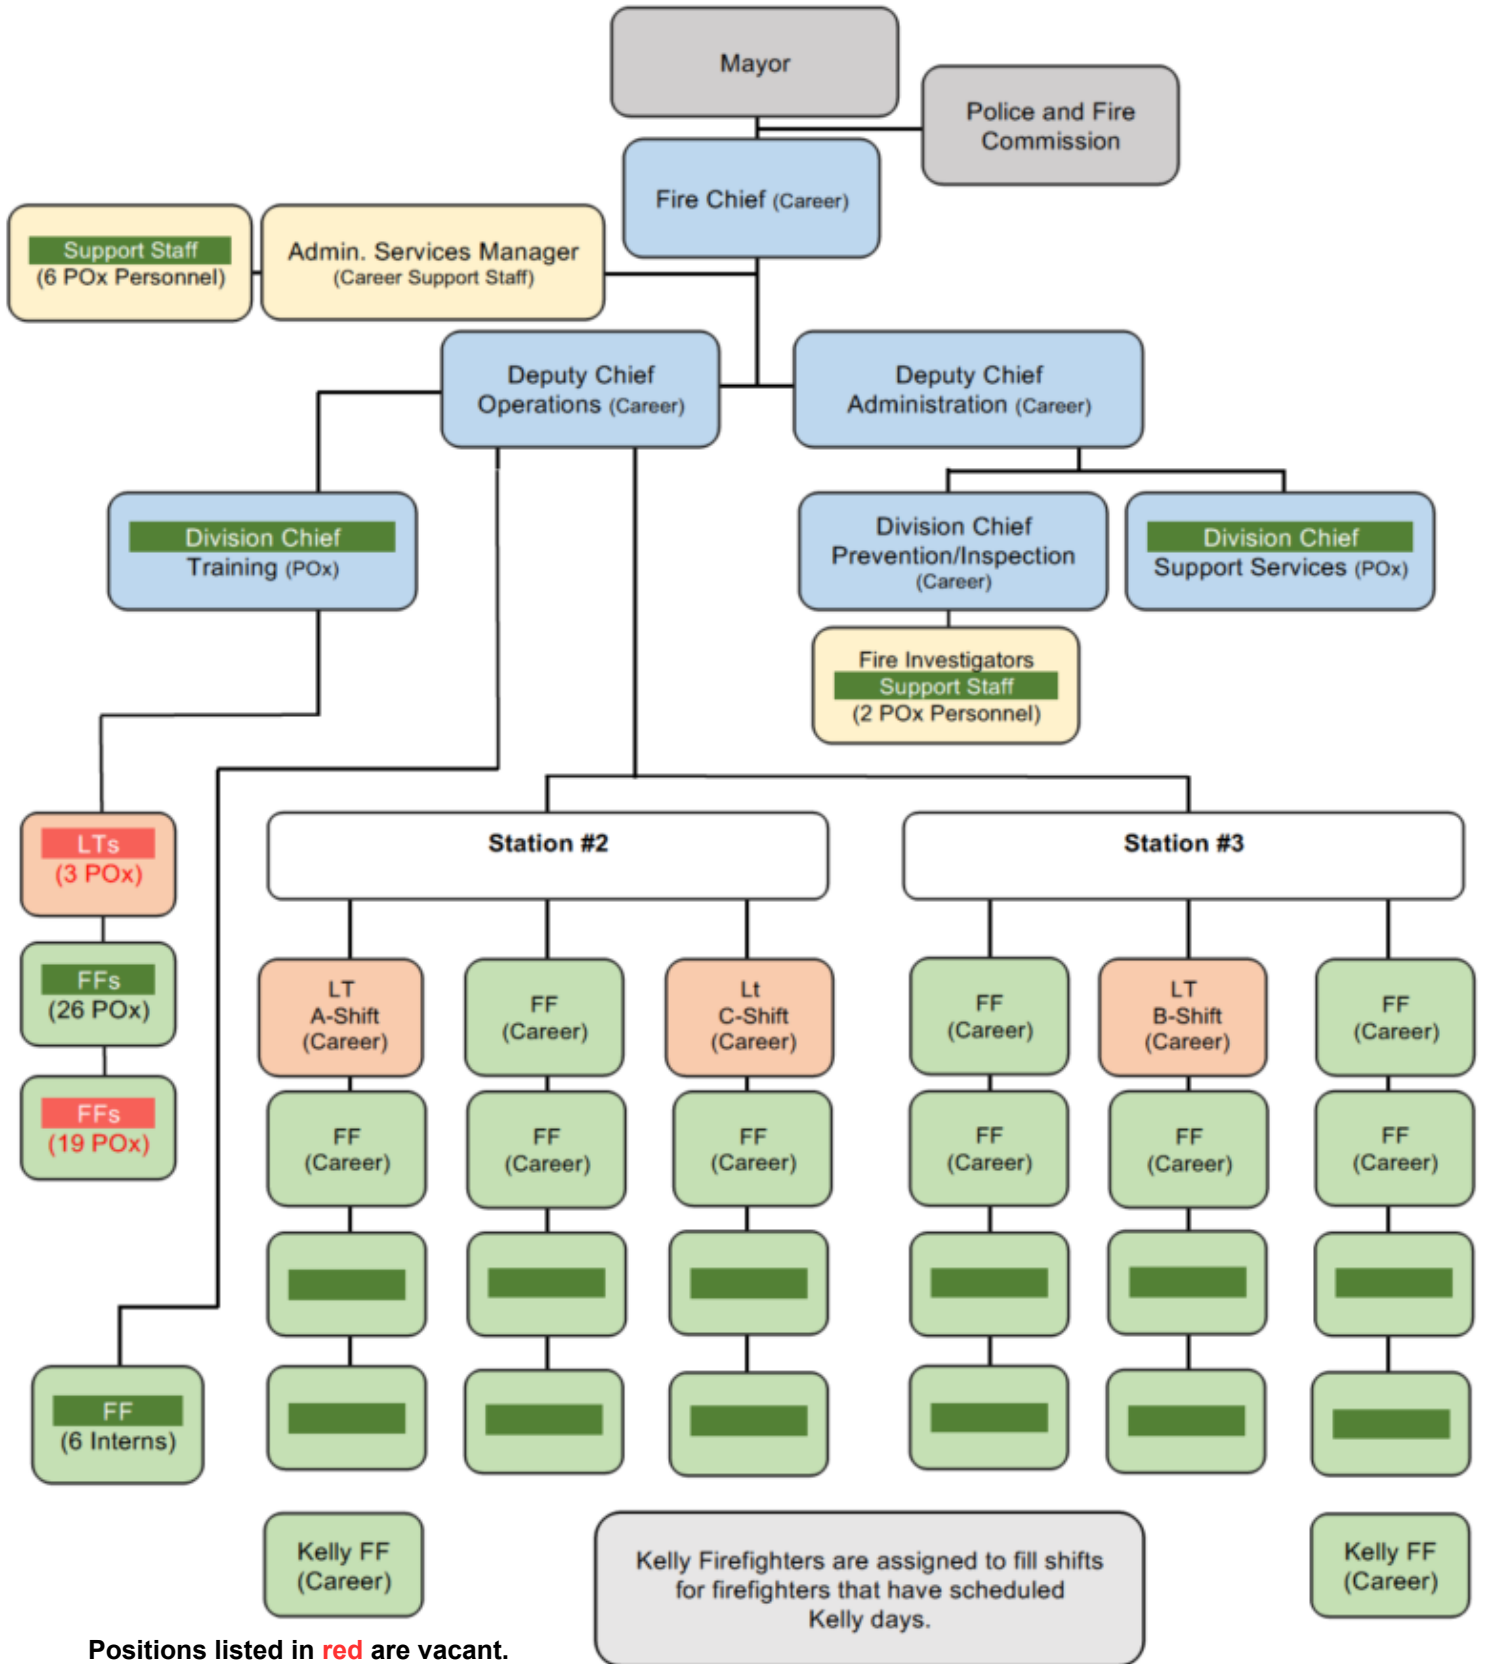 Mayor
Police and Fire
Commission
Fire Chief (Career)
Support Staff
(6 POx Personnel)
Admin. Services Manager
(Career Support Staff)
Deputy Chief
Operations (Career)
Deputy Chief
Administration (Career)
Division Chief
Training (POx)
Division Chief
Prevention/Inspection
(Career)
Division Chief
Support Services (POx)
Fire Investigators
Support Staff
(2 POx Personnel)
LTs
(3 POx)
FFs
(26 POx)
FFs
(19 POx)
FF
(6 Interns)
Station #2
Station #3
LT
A-Shift
(Career)
FF
(Career)
Lt
C-Shift
(Career)
FF
(Career)
LT
B-Shift
(Career)
FF
(Career)
FF
(Career)
FF
(Career)
FF
(Career)
FF
(Career)
FF
(Career)
FF
(Career)
Kelly FF
(Career)
Kelly Firefighters are assigned to fill shifts
for firefighters that have scheduled
Kelly days.
Kelly FF
(Career)
Positions listed in red are vacant.